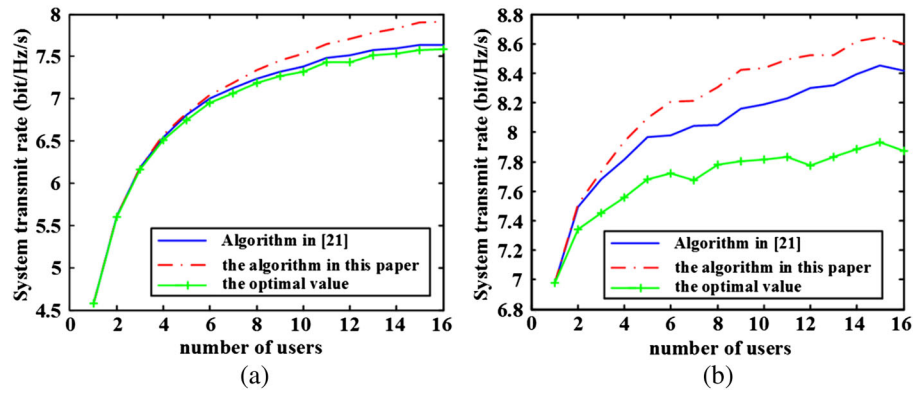 8
7.5
7
6.5
6
5.5
5
4.5
System transmit rate (bit/Hz/s)
Algorithm in [21]
the algorithm in this paper
the optimal value
0 2 4 6 8 10 12 14 16
number of users
(a)
8.8
8.6
8.4
8.2
8
7.8
7.6
7.4
7.2
7
6.8
System transmit rate (bit/Hz/s)
Algorithm in [21]
the algorithm in this paper
the optimal value
0 2 4 6 8 10 12 14 16
number of users
(b)